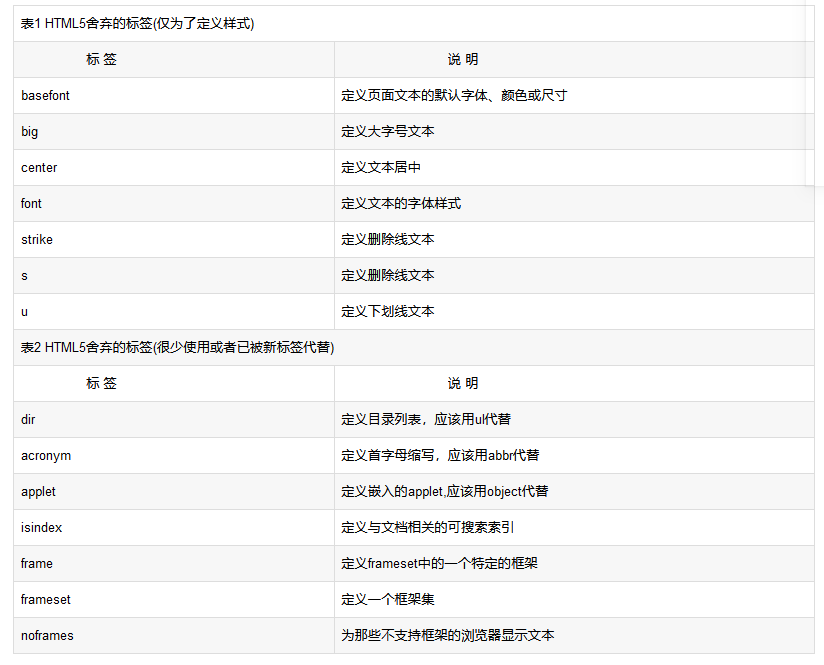 表1 HTML5舍弃的标签(仅为了定义样式)
标 签 说 明
basefont 定义页面文本的默认字体、颜色或尺寸
big 定义大字号文本
center 定义文本居中
font 定义文本的字体样式
strike 定义删除线文本
s 定义删除线文本
u 定义下划线文本
表2 HTML5舍弃的标签(很少使用或者已被新标签代替)
标 签 说 明
dir 定义目录列表，应该用ul代替
acronym 定义首字母缩写，应该用abbr代替
applet 定义嵌入的applet,应该用object代替
isindex 定义与文档相关的可搜索索引
frame 定义frameset中的一个特定的框架
frameset 定义一个框架集
noframes 为那些不支持框架的浏览器显示文本